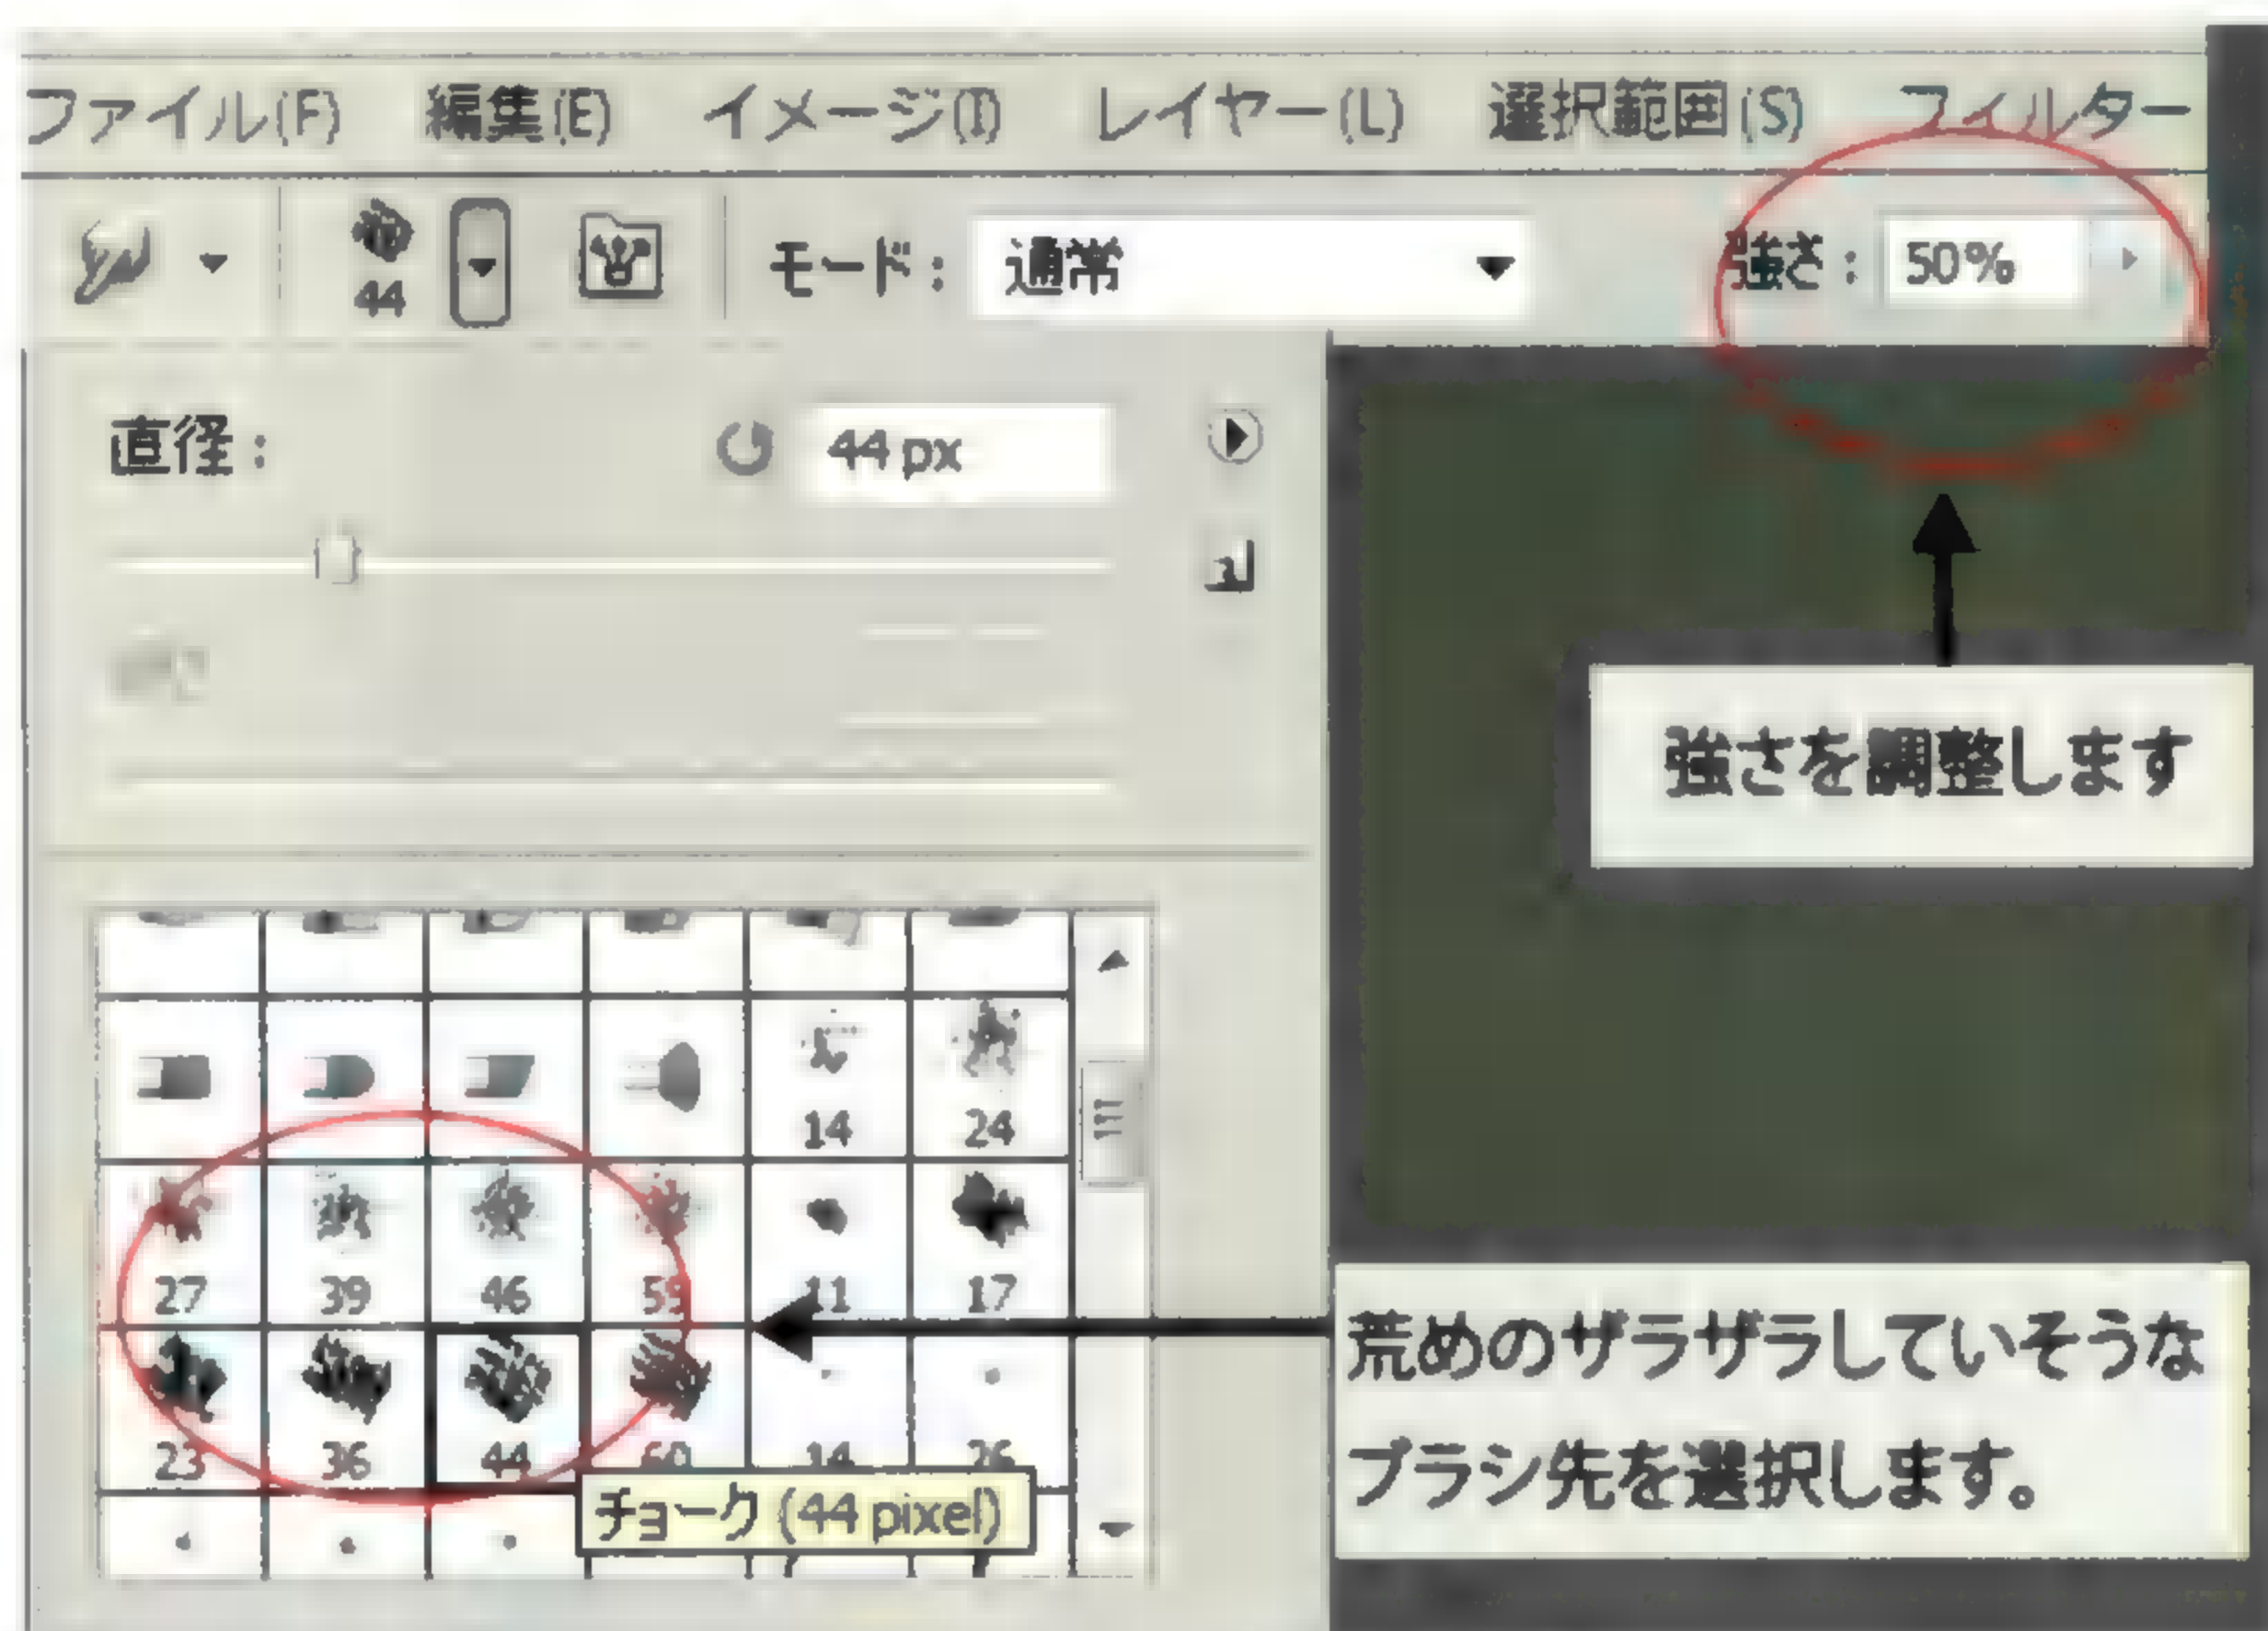 ファイル(F) 編集(E) イメージ(I) レイヤー(L) 選択範囲(S) フィルター
44 モード: 通常 強さ: 50%
直径: 44 px
強さを調整します
14 24
27 39 46 59 11 17
荒めのザラザラしていそうな
ブラシ先を選択します。
23 36 44 60 14 26
チョーク (44 pixel)